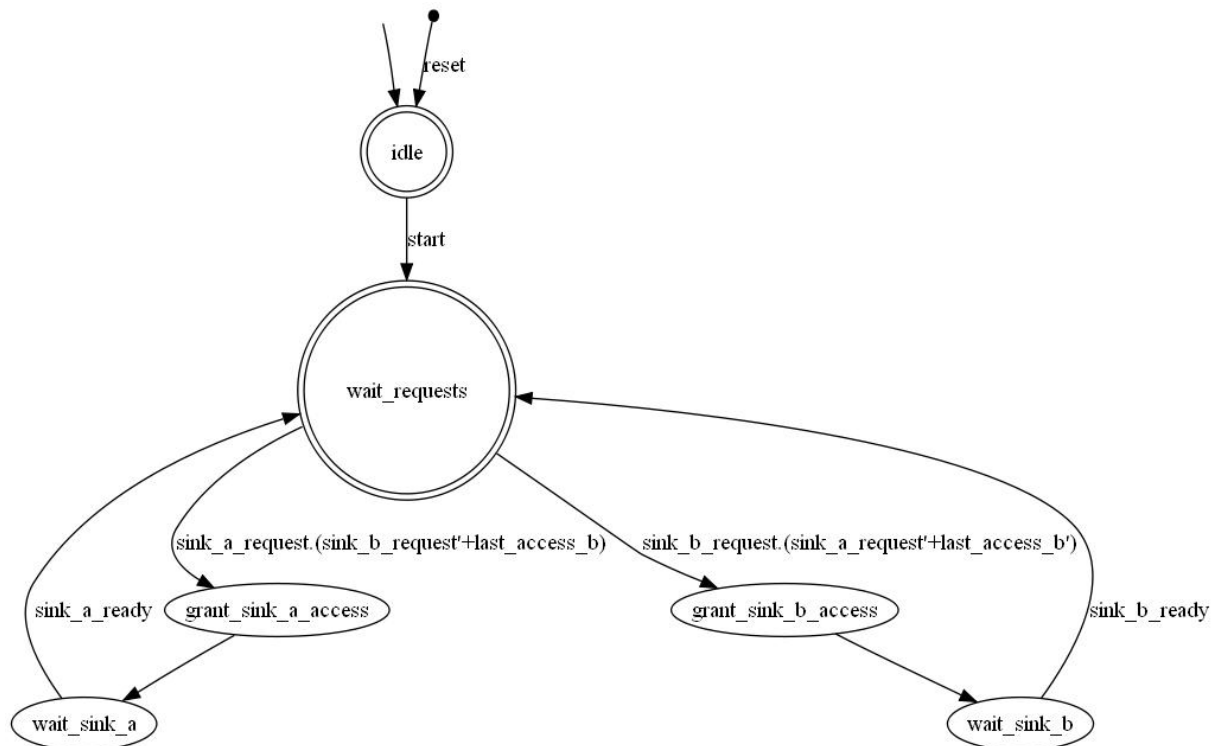 reset
idle
start
wait_requests
sink_a_request.(sink_b_request'+last_access_b)
sink_b_request.(sink_a_request'+last_access_b')
sink_a_ready
grant_sink_a_access
grant_sink_b_access
sink_b_ready
wait_sink_a
wait_sink_b